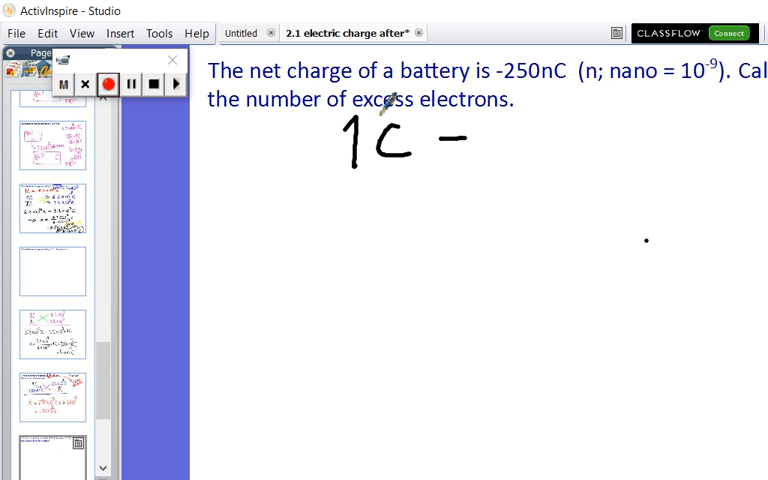 ActivInspire - Studio
File Edit View Insert Tools Help
Untitled
2.1 electric charge after*
CLASSFLOW
Connect
Page
M
The net charge of a battery is -250nC (n; nano = 10⁻⁹). Cal
the number of excess electrons.
1C -